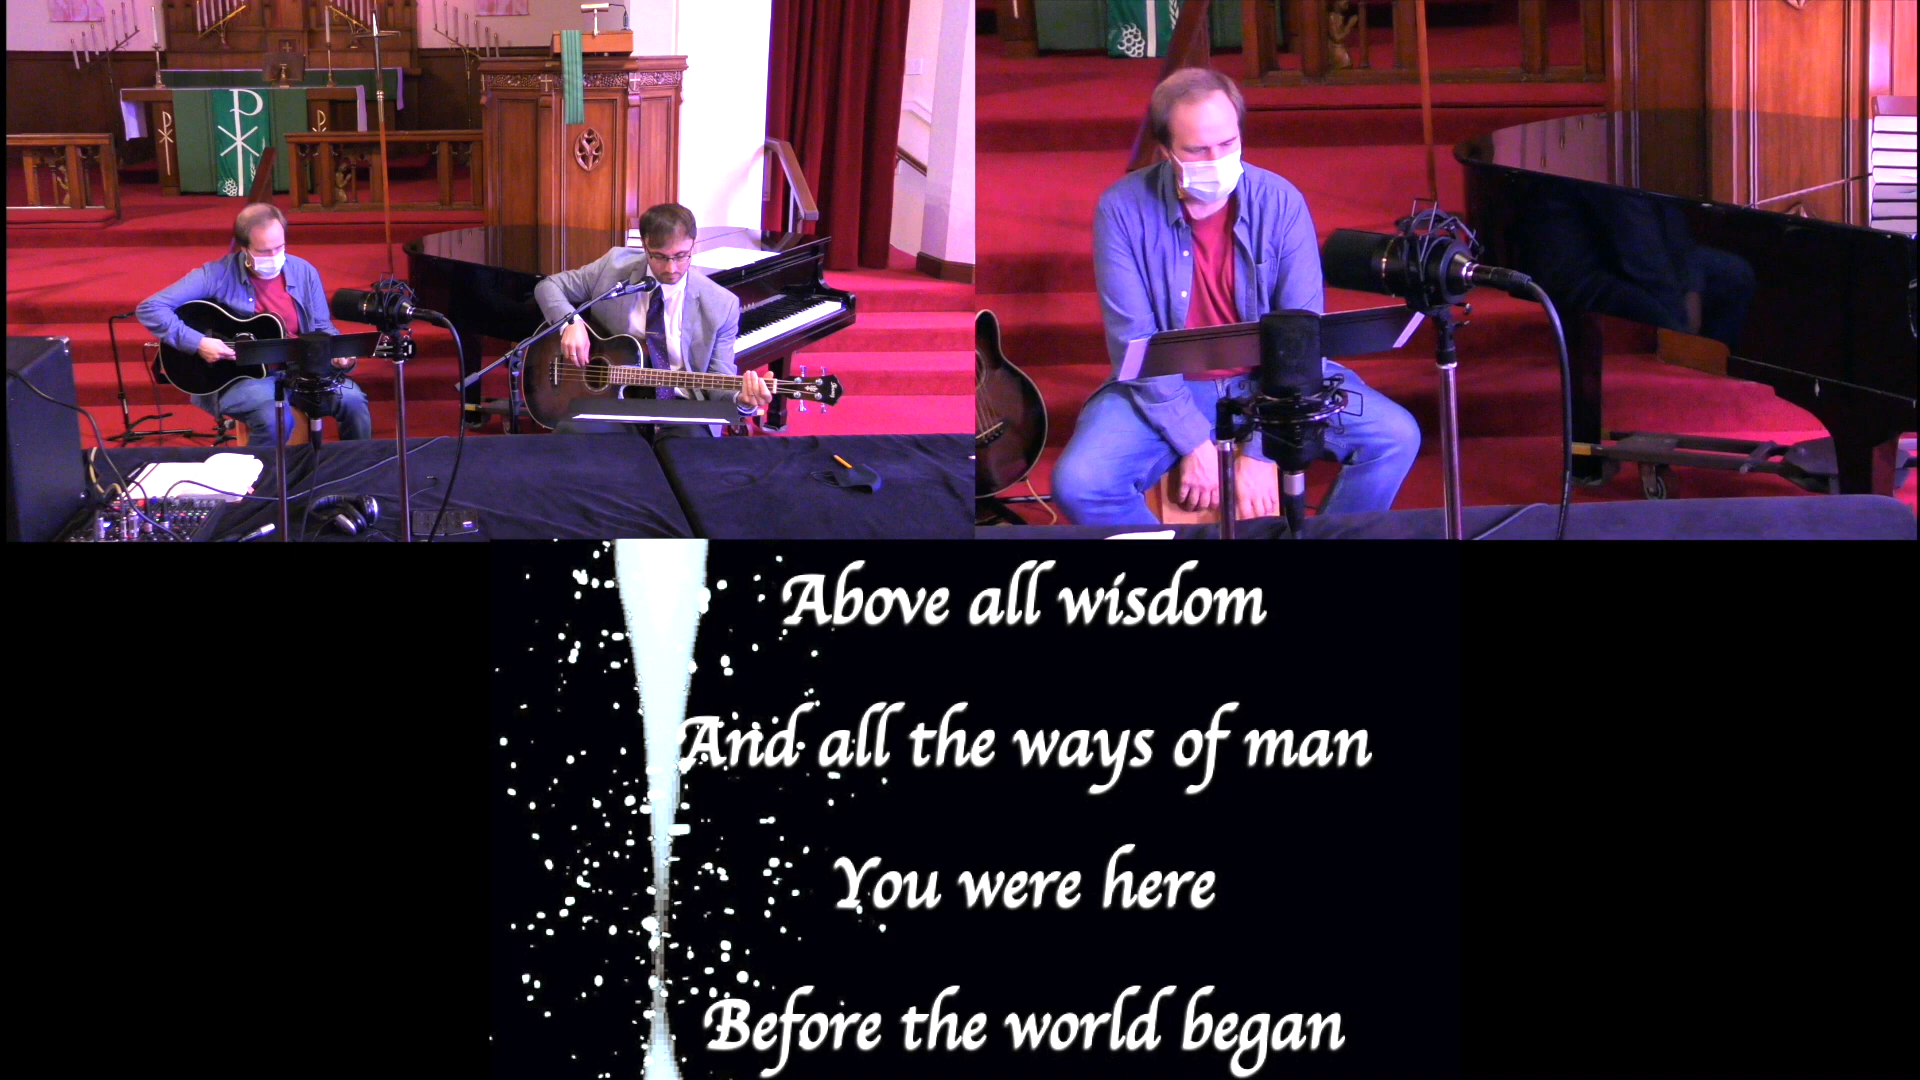 Above all wisdom
And all the ways of man
You were here
Before the world began